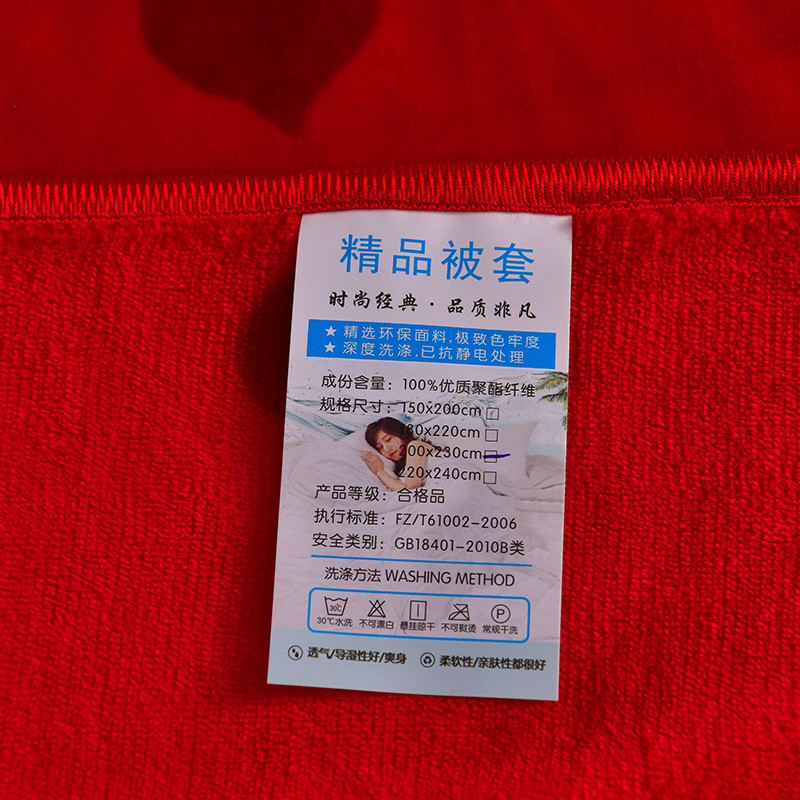 精品被套
时尚经典·品质非凡
★精选环保面料,极致色牢度
★深度洗涤,已抗静电处理
成份含量：100%优质聚酯纤维
规格尺寸：150x200cm□
80x220cm□
00x230cm□
220x240cm□
产品等级：合格品
执行标准：FZ/T61002-2006
安全类别：GB18401-2010B类
洗涤方法 WASHING METHOD
30℃ P
30℃水洗 不可漂白 悬挂晾干 不可熨烫 常规干洗
透气/导湿性好/爽身 柔软性/亲肤性都很好